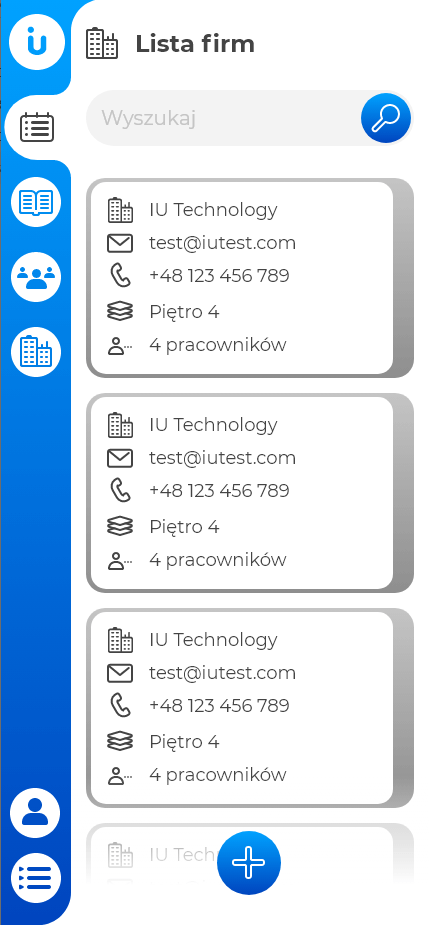 iu
Lista firm
Wyszukaj
IU Technology
test@iutest.com
+48 123 456 789
Piętro 4
4 pracowników
IU Technology
test@iutest.com
+48 123 456 789
Piętro 4
4 pracowników
IU Technology
test@iutest.com
+48 123 456 789
Piętro 4
4 pracowników
IU Tech